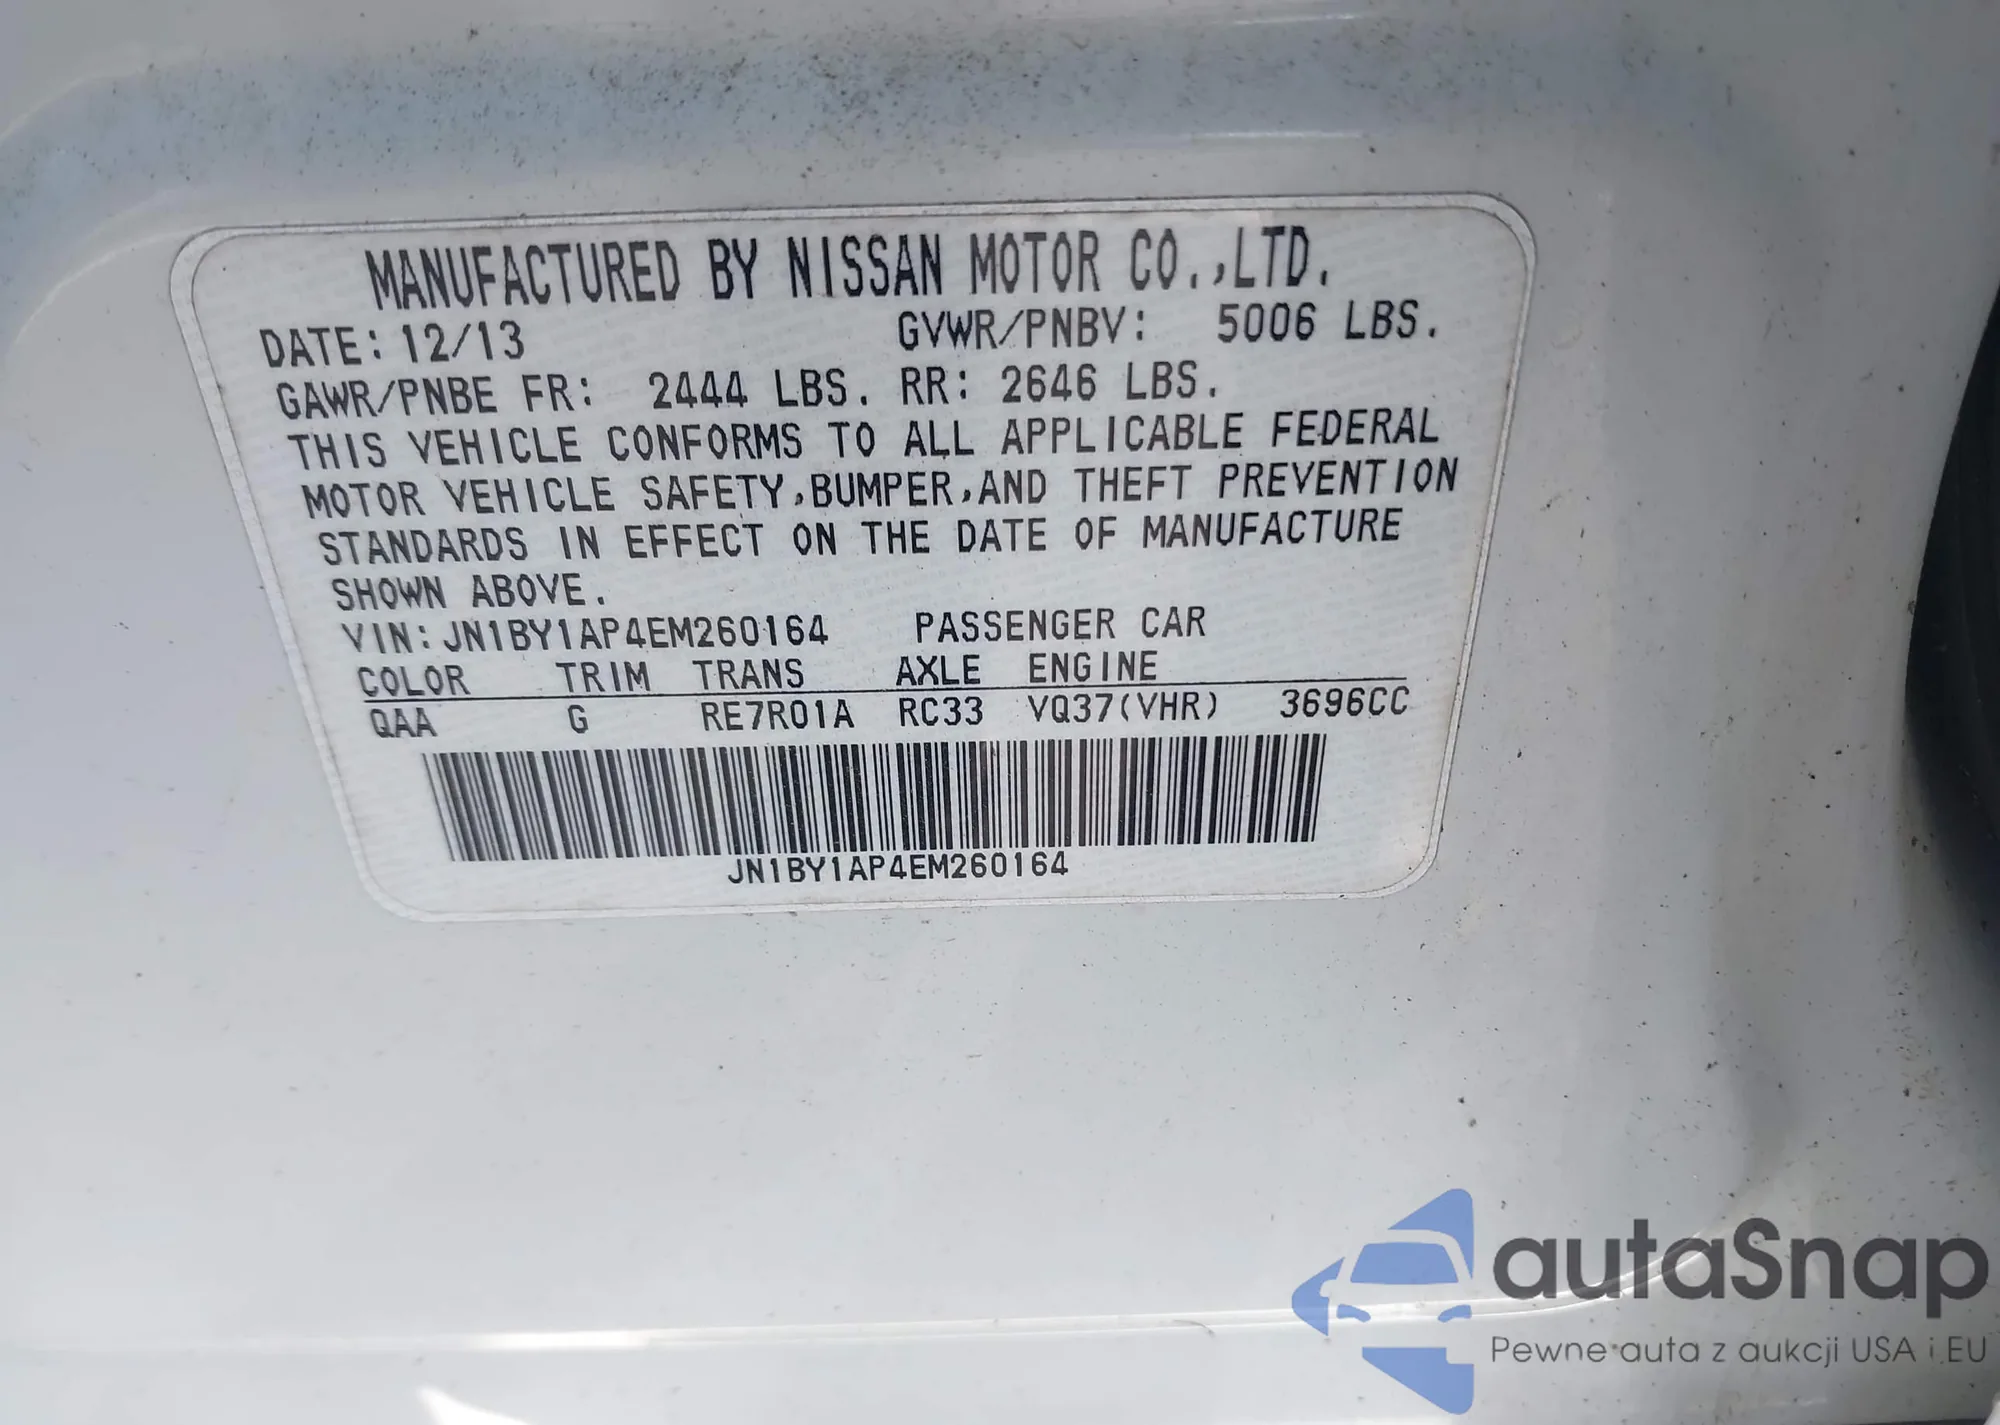 MANUFACTURED BY NISSAN MOTOR CO.,LTD.
DATE: 12/13 GVWR/PNBV: 5006 LBS.
GAWR/PNBE FR: 2444 LBS. RR: 2646 LBS.
THIS VEHICLE CONFORMS TO ALL APPLICABLE FEDERAL
MOTOR VEHICLE SAFETY,BUMPER,AND THEFT PREVENTION
STANDARDS IN EFFECT ON THE DATE OF MANUFACTURE
SHOWN ABOVE.
VIN: JN1BY1AP4EM260164 PASSENGER CAR
COLOR TRIM TRANS AXLE ENGINE
QAA G RE7R01A RC33 VQ37(VHR) 3696CC
JN1BY1AP4EM260164
autaSnap
Pewne auta z aukcji USA i EU